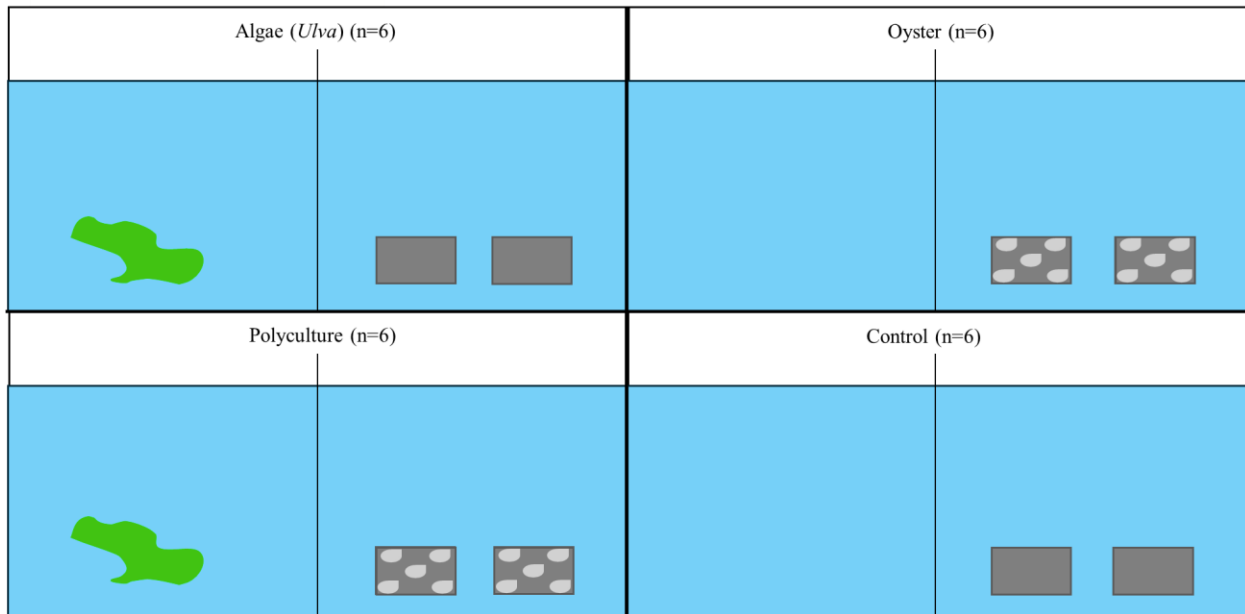 Algae (Ulva) (n=6)
Oyster (n=6)
Polyculture (n=6)
Control (n=6)